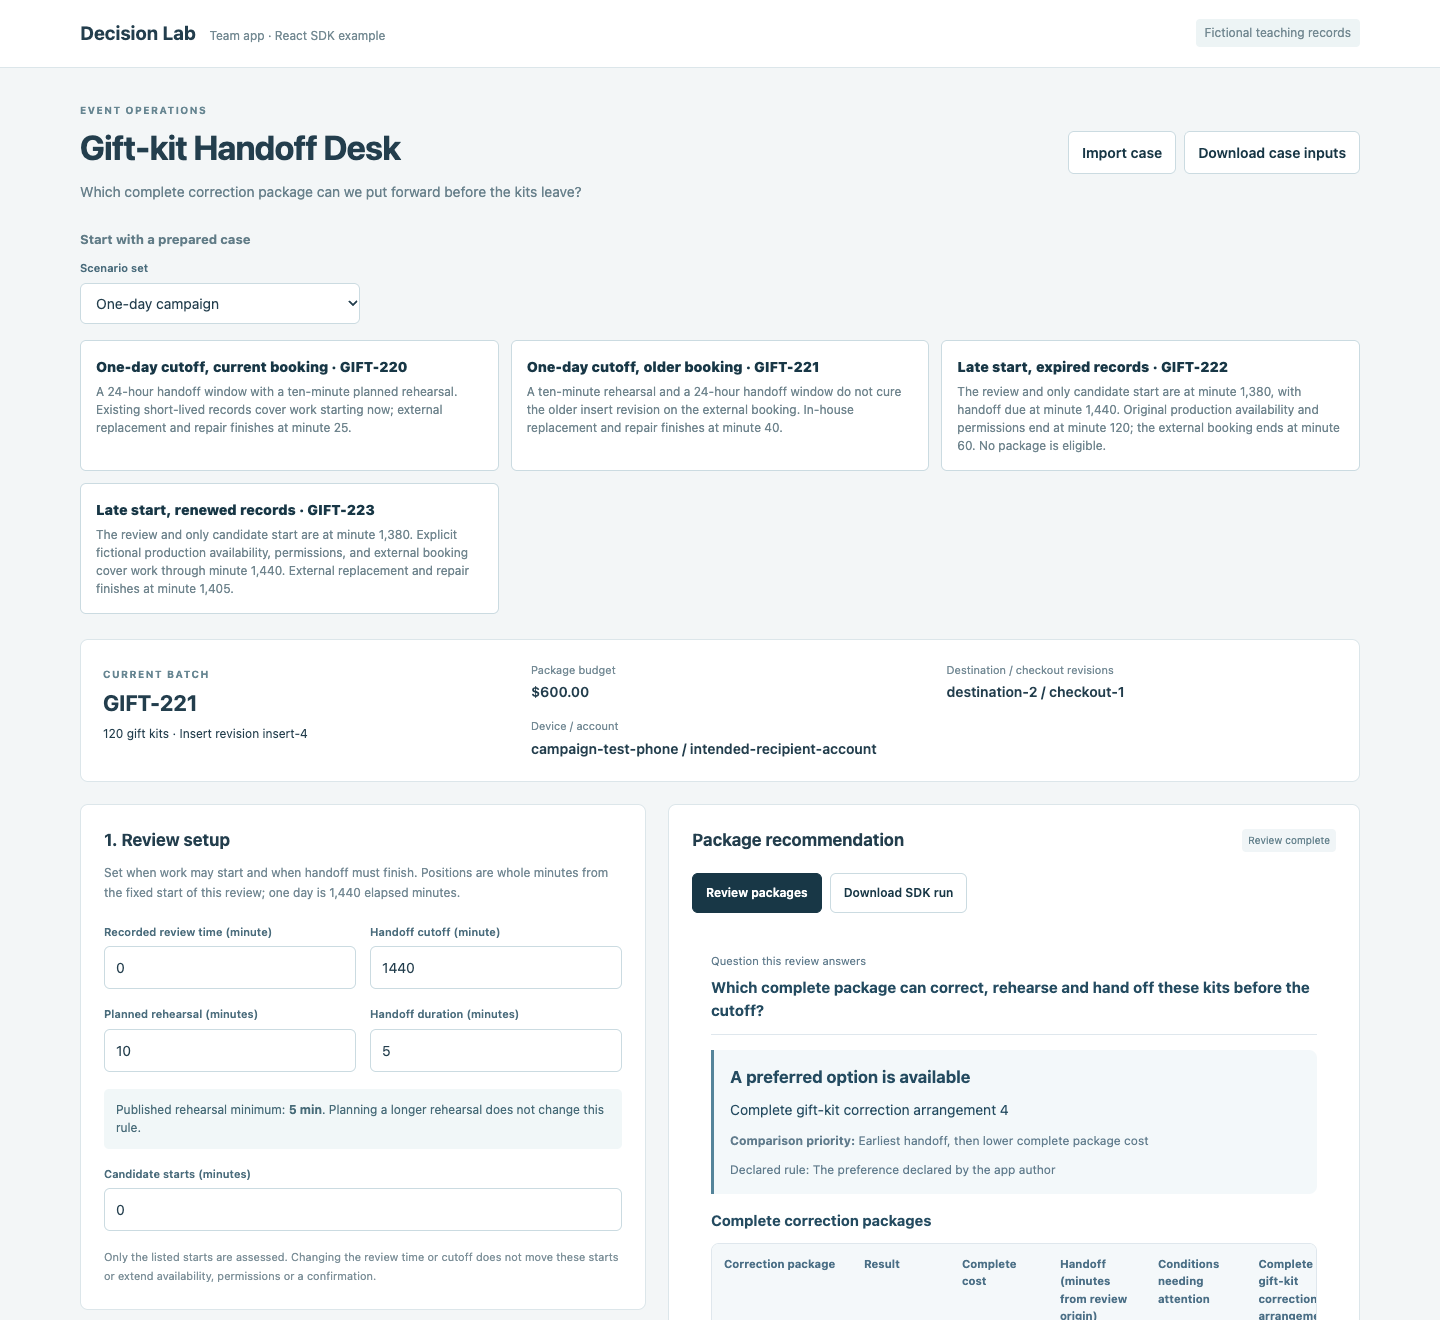 Decision Lab
Team app · React SDK example
Fictional teaching records
EVENT OPERATIONS
Gift-kit Handoff Desk
Import case
Download case inputs
Which complete correction package can we put forward before the kits leave?
Start with a prepared case
Scenario set
One-day campaign
One-day cutoff, current booking · GIFT-220
A 24-hour handoff window with a ten-minute planned rehearsal.
Existing short-lived records cover work starting now; external
replacement and repair finishes at minute 25.
One-day cutoff, older booking · GIFT-221
A ten-minute rehearsal and a 24-hour handoff window do not cure
the older insert revision on the external booking. In-house
replacement and repair finishes at minute 40.
Late start, expired records · GIFT-222
The review and only candidate start are at minute 1,380, with
handoff due at minute 1,440. Original production availability and
permissions end at minute 120; the external booking ends at minute
60. No package is eligible.
Late start, renewed records · GIFT-223
The review and only candidate start are at minute 1,380. Explicit
fictional production availability, permissions, and external booking
cover work through minute 1,440. External replacement and repair
finishes at minute 1,405.
CURRENT BATCH
GIFT-221
120 gift kits · Insert revision insert-4
Package budget
$600.00
Destination / checkout revisions
destination-2 / checkout-1
Device / account
campaign-test-phone / intended-recipient-account
1. Review setup
Set when work may start and when handoff must finish. Positions are whole minutes from
the fixed start of this review; one day is 1,440 elapsed minutes.
Recorded review time (minute)
Handoff cutoff (minute)
0
1440
Planned rehearsal (minutes)
Handoff duration (minutes)
10
5
Published rehearsal minimum: 5 min. Planning a longer rehearsal does not change this
rule.
Candidate starts (minutes)
0
Only the listed starts are assessed. Changing the review time or cutoff does not move these starts
or extend availability, permissions or a confirmation.
Package recommendation
Review complete
Review packages
Download SDK run
Question this review answers
Which complete package can correct, rehearse and hand off these kits before the
cutoff?
A preferred option is available
Complete gift-kit correction arrangement 4
Comparison priority: Earliest handoff, then lower complete package cost
Declared rule: The preference declared by the app author
Complete correction packages
Correction package
Result
Complete
cost
Handoff
(minutes
from review
origin)
Conditions
needing
attention
Complete
gift-kit
correction